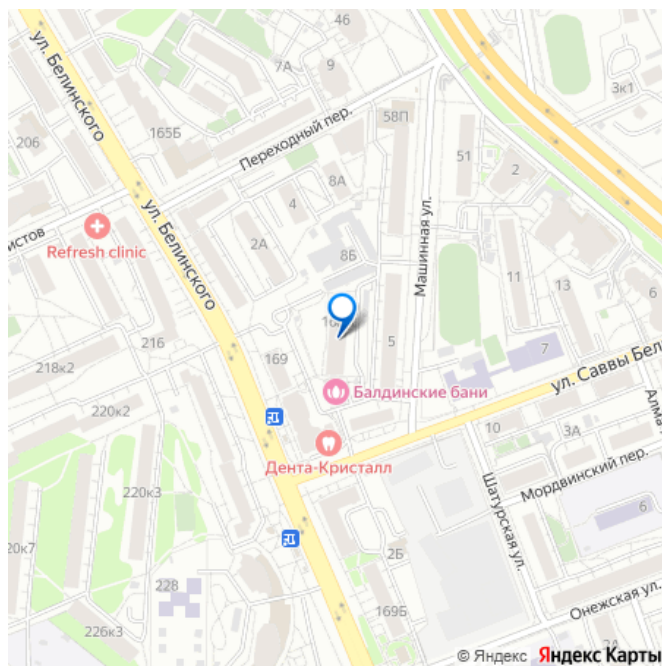 46
ул. Белинского
7А
9
3к1
206
165Б
Переходный пер.
58П
51
2
8А
4
ул. Белинского
Машинная ул.
2А
8Б
истов
Refresh clinic
11
13
6
216
5
7
218к2
169
ул. Саввы Бел
220к2
Балдинские бани
10
3А
Дента-Кристалл
Мордвинский пер.
Шатурская ул.
220к3
6
20к7
2Б
228
169Б
Онежская ул.
226к3
2А
© Яндекс Яндекс Карты